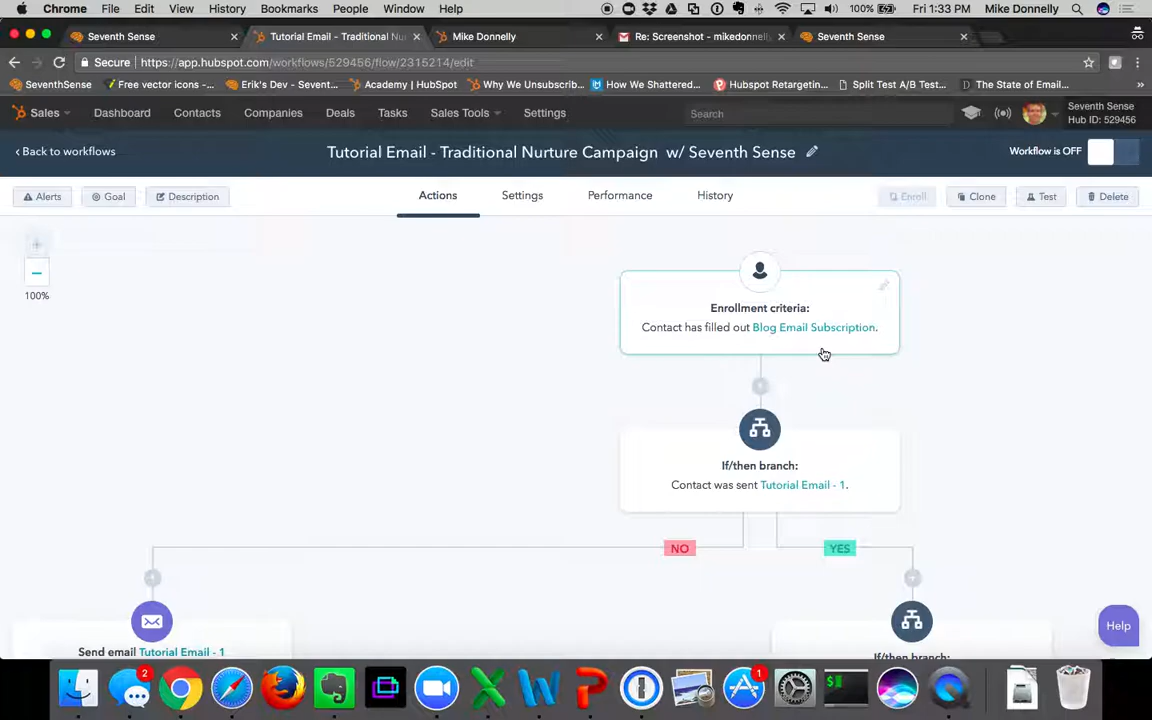 Chrome File Edit View History Bookmarks People Window Help 100% Fri 1:33 PM Mike Donnelly
Seventh Sense Tutorial Email - Traditional Nu Mike Donnelly Re: Screenshot - mikedonnell Seventh Sense
Secure https://app.hubspot.com/workflows/529456/flow/2315214/edit
SeventhSense Free vector icons -... Erik's Dev - Sevent... Academy | HubSpot Why We Unsubscrib... How We Shattered... Hubspot Retargetin... Split Test A/B Test... The State of Email... »
Sales Dashboard Contacts Companies Deals Tasks Sales Tools Settings Search Seventh Sense
Hub ID: 529456
Back to workflows Tutorial Email - Traditional Nurture Campaign w/ Seventh Sense Workflow is OFF
Alerts Goal Description Actions Settings Performance History Enroll Clone Test Delete
+
−
100%
Enrollment criteria:
Contact has filled out Blog Email Subscription.
If/then branch:
Contact was sent Tutorial Email - 1.
NO YES
Send email Tutorial Email - 1
If/then branch:
Help
2
1
$